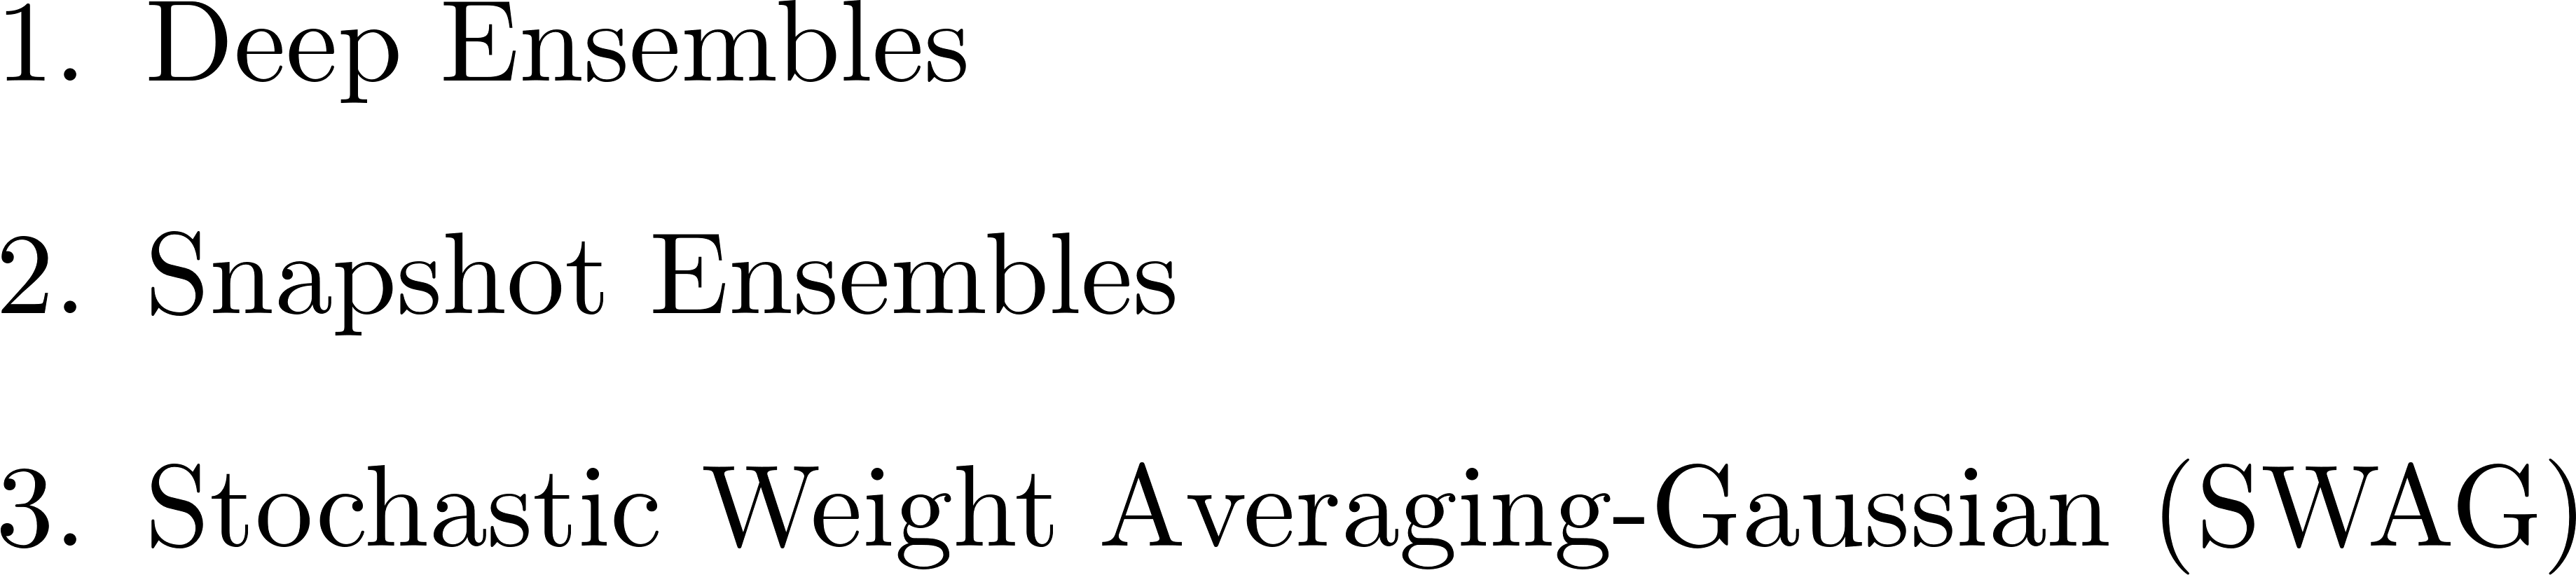 1. Deep Ensembles
2. Snapshot Ensembles
3. Stochastic Weight Averaging-Gaussian (SWAG)